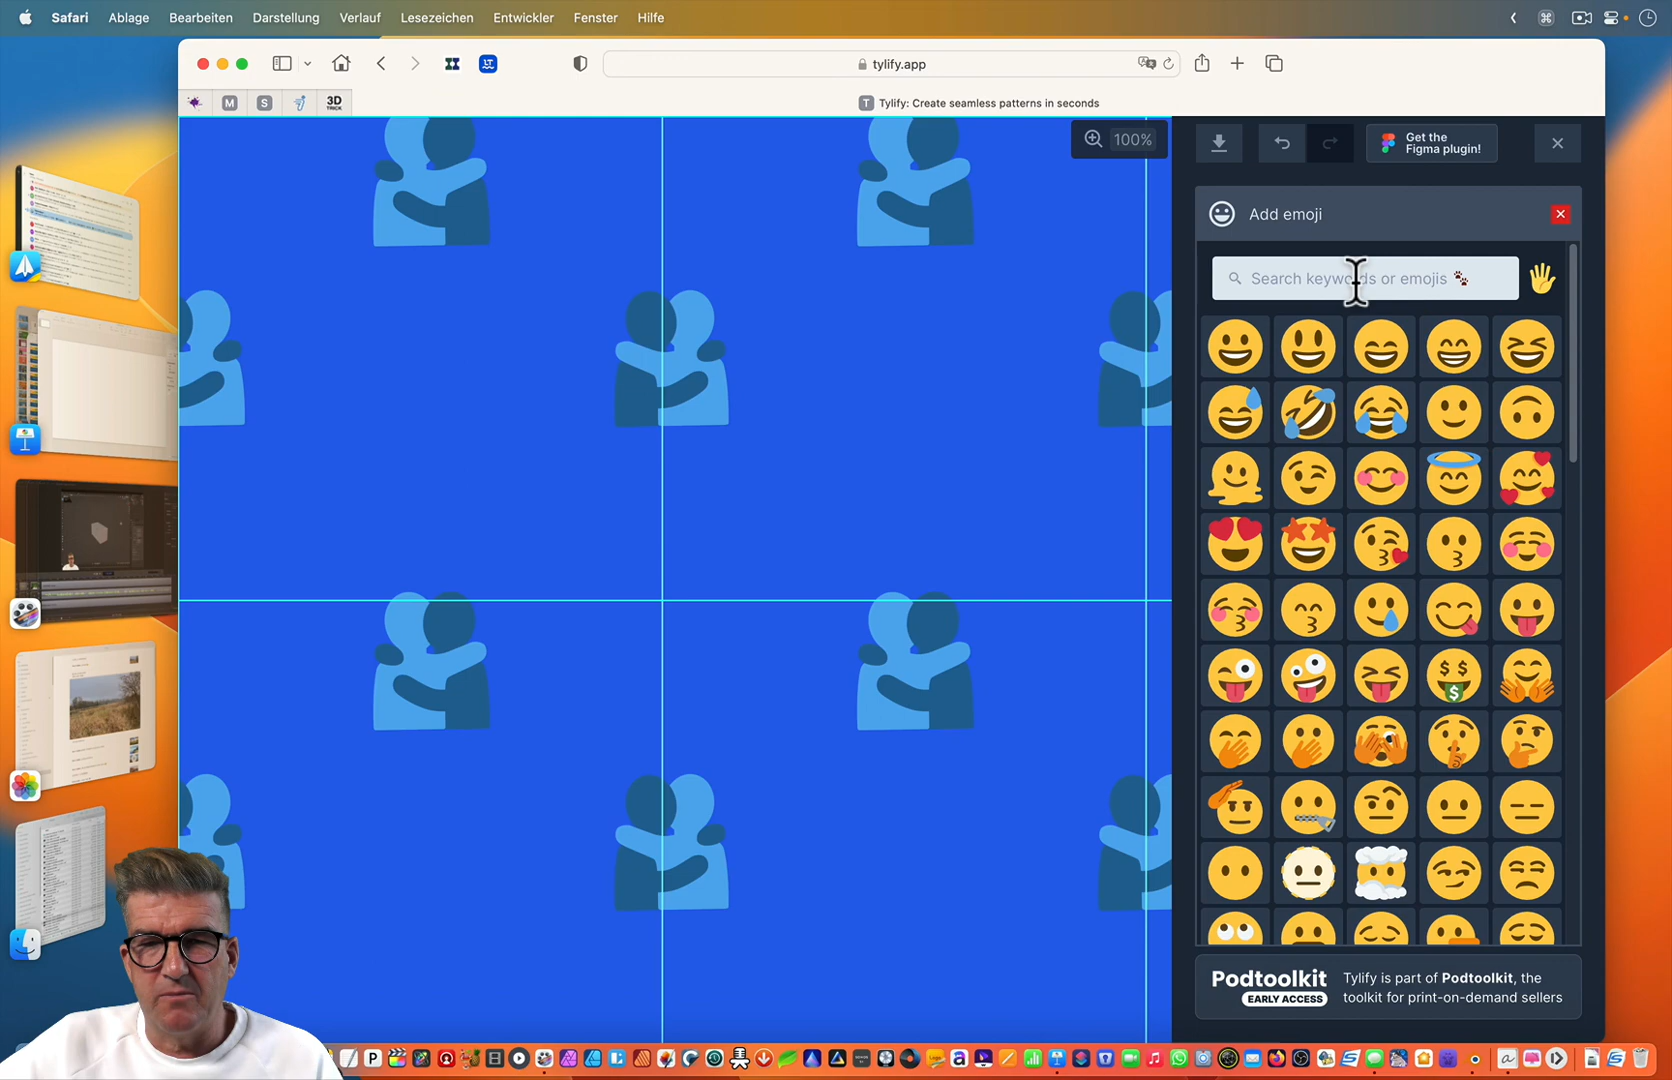 Safari Ablage Bearbeiten Darstellung Verlauf Lesezeichen Entwickler Fenster Hilfe
tylify.app
M S 3D TRICK T Tylify: Create seamless patterns in seconds
100%
Get the
Figma plugin!
Add emoji
Search keywords or emojis
Podtoolkit
EARLY ACCESS
Tylify is part of Podtoolkit, the
toolkit for print-on-demand sellers